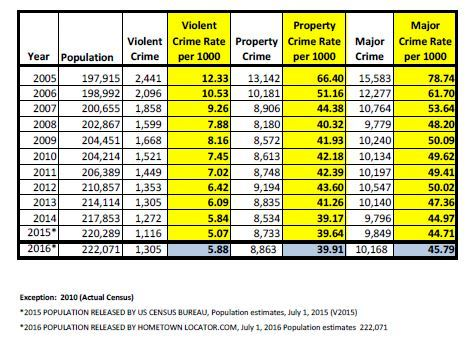 Year Population Violent Crime Violent Crime Rate per 1000 Property Crime Property Crime Rate per 1000 Major Crime Major Crime Rate per 1000
2005 197,915 2,441 12.33 13,142 66.40 15,583 78.74
2006 198,992 2,096 10.53 10,181 51.16 12,277 61.70
2007 200,655 1,858 9.26 8,906 44.38 10,764 53.64
2008 202,867 1,599 7.88 8,180 40.32 9,779 48.20
2009 204,451 1,668 8.16 8,572 41.93 10,240 50.09
2010 204,214 1,521 7.45 8,613 42.18 10,134 49.62
2011 206,389 1,449 7.02 8,748 42.39 10,197 49.41
2012 210,857 1,353 6.42 9,194 43.60 10,547 50.02
2013 214,114 1,305 6.09 8,835 41.26 10,140 47.36
2014 217,853 1,272 5.84 8,534 39.17 9,796 44.97
2015* 220,289 1,116 5.07 8,733 39.64 9,849 44.71
2016* 222,071 1,305 5.88 8,863 39.91 10,168 45.79
Exception: 2010 (Actual Census)
*2015 POPULATION RELEASED BY US CENSUS BUREAU, Population estimates, July 1, 2015 (V2015)
*2016 POPULATION RELEASED BY HOMETOWN LOCATOR.COM, July 1, 2016 Population estimates 222,071